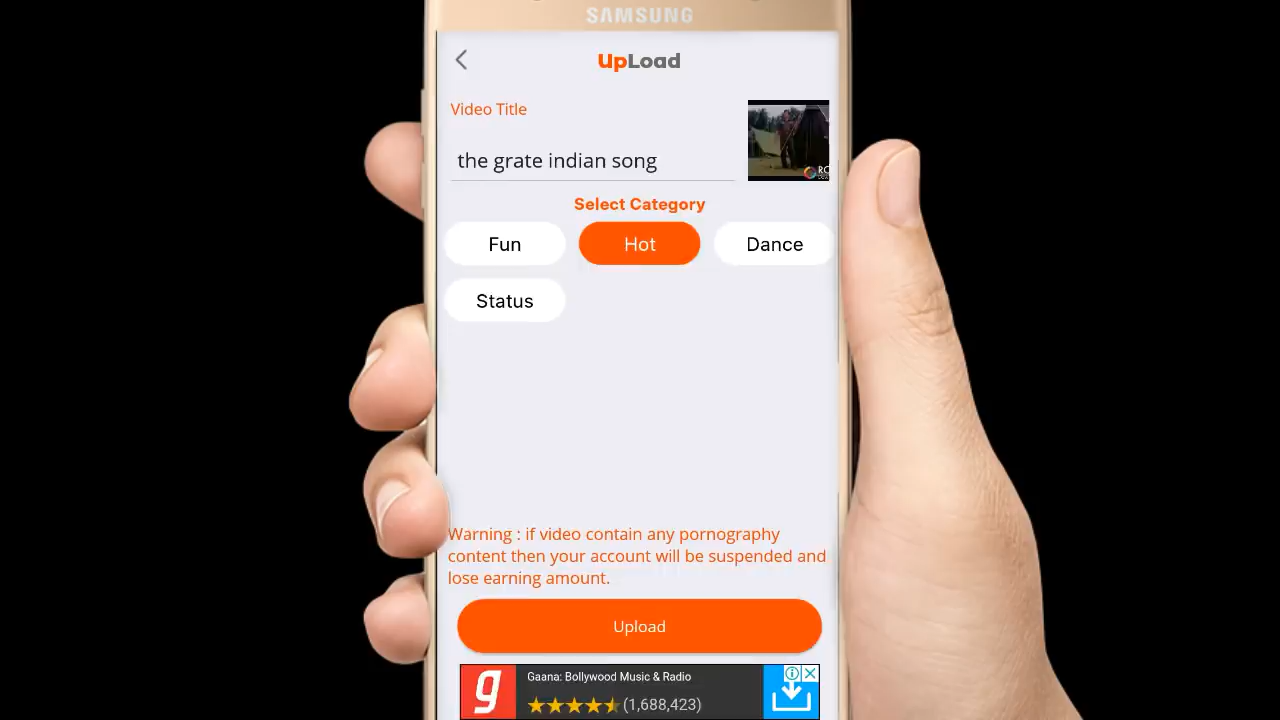 SAMSUNG
UpLoad
Video Title
the grate indian song
RC
Select Category
Fun
Hot
Dance
Status
Warning : if video contain any pornography
content then your account will be suspended and
lose earning amount.
Upload
g
Gaana: Bollywood Music & Radio
(1,688,423)